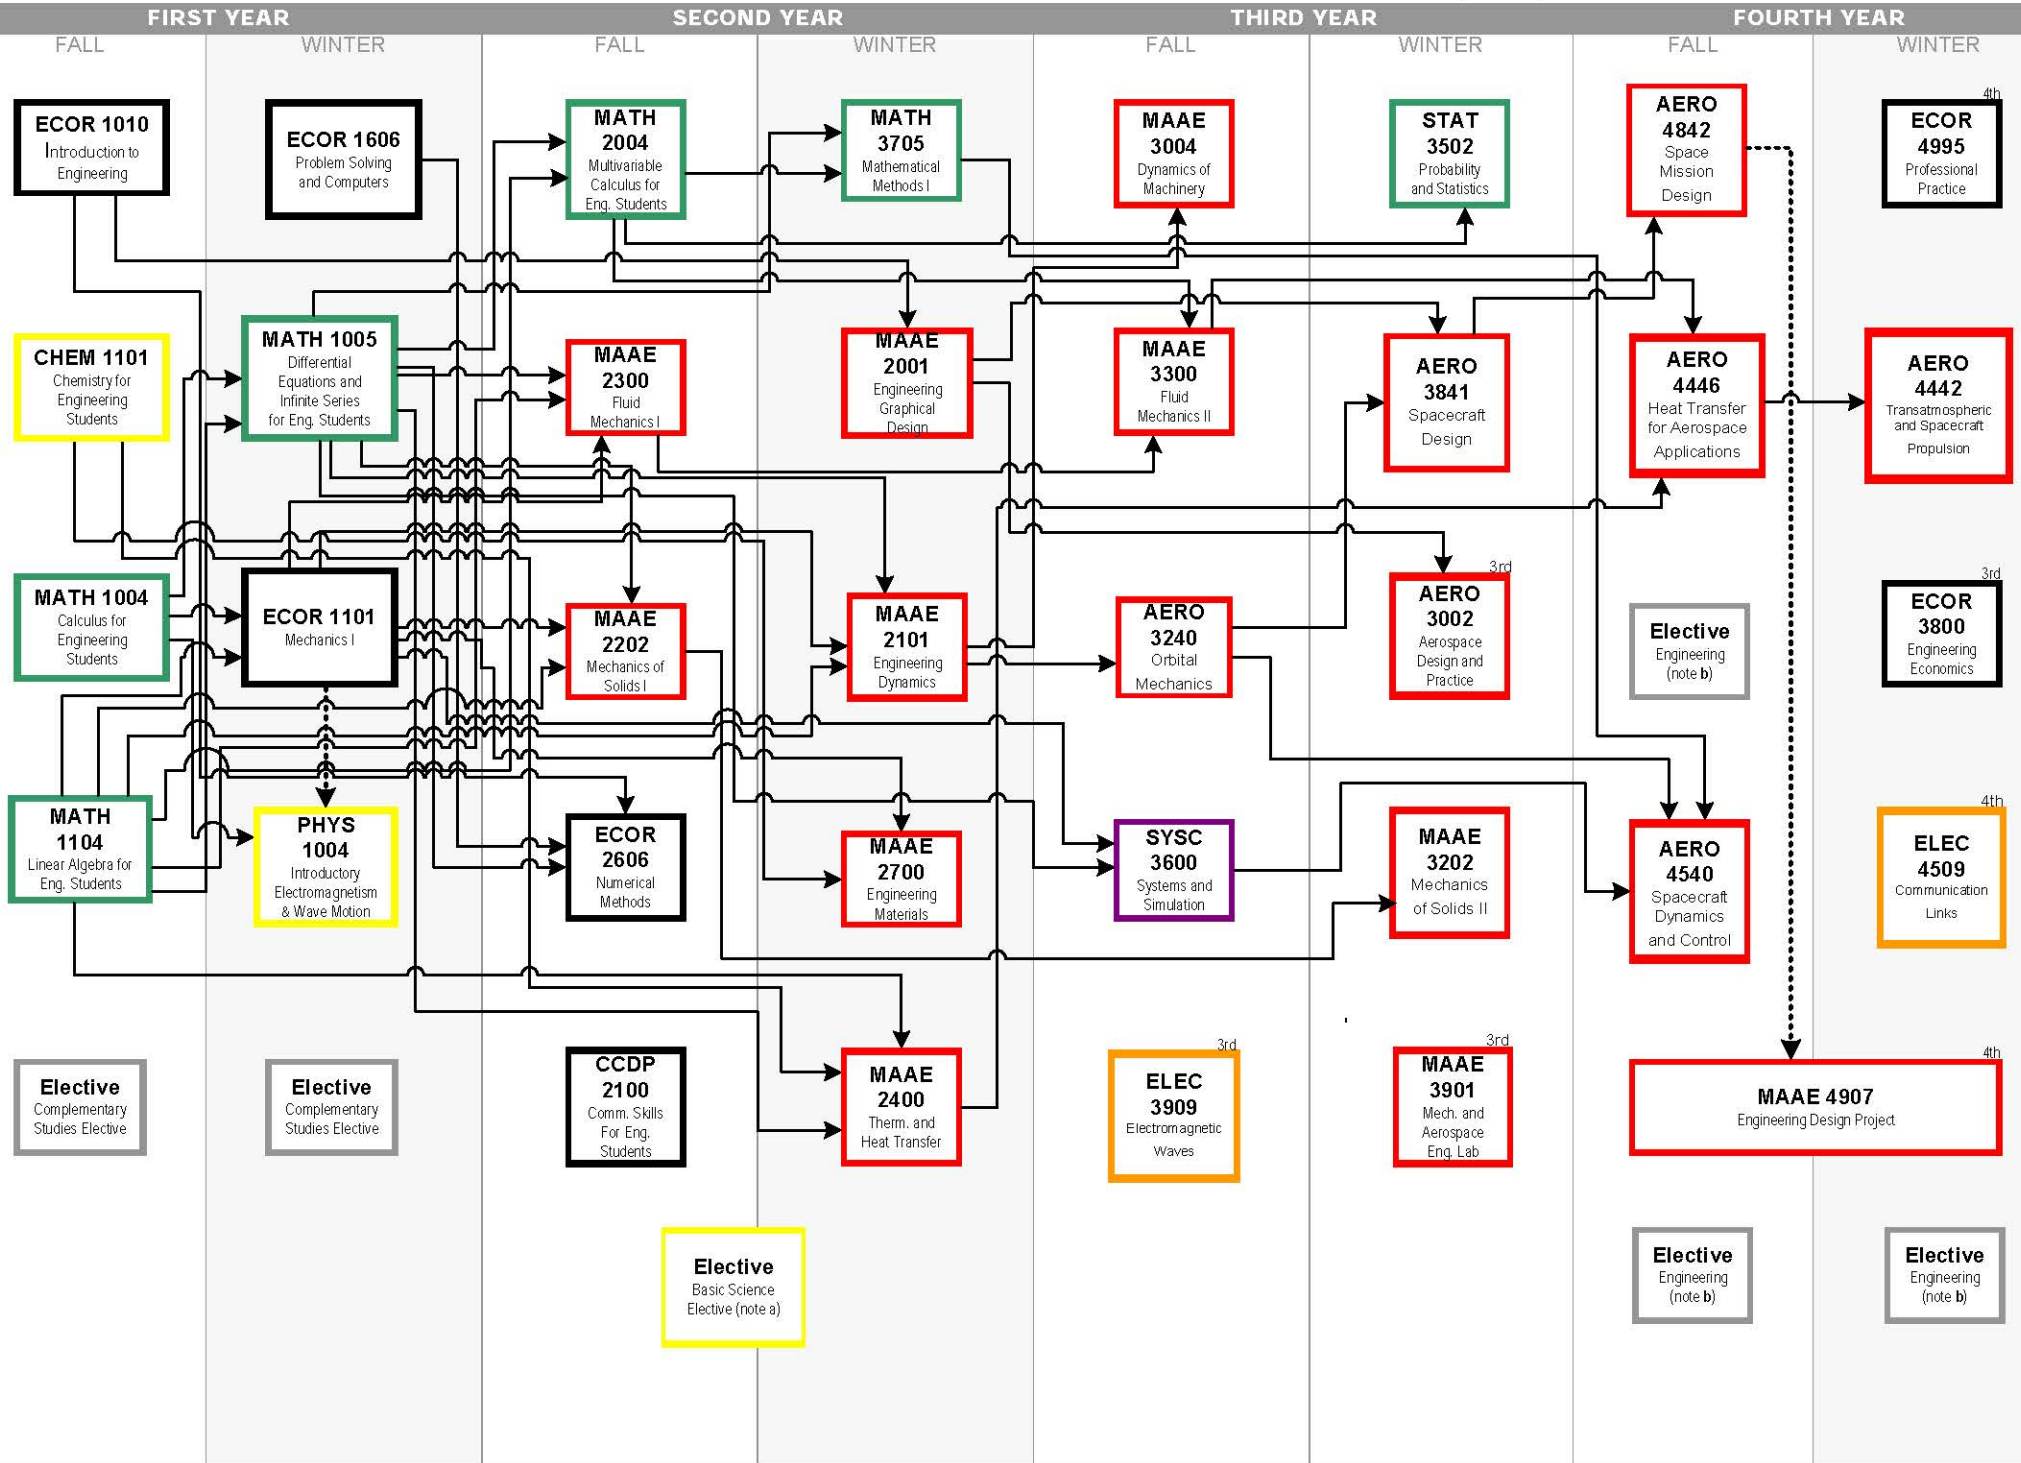 FIRST YEAR
SECOND YEAR
THIRD YEAR
FOURTH YEAR
FALL
WINTER
FALL
WINTER
FALL
WINTER
FALL
WINTER
ECOR 1010
Introduction to
Engineering
ECOR 1606
Problem Solving
and Computers
MATH
2004
Multivariable
Calculus for
Eng. Students
MATH
3705
Mathematical
Methods I
MAAE
3004
Dynamics of
Machinery
STAT
3502
Probability
and Statistics
AERO
4842
Space
Mission
Design
4th
ECOR
4995
Professional
Practice
CHEM 1101
Chemistry for
Engineering
Students
MATH 1005
Differential
Equations and
Infinite Series
for Eng. Students
MAAE
2300
Fluid
Mechanics I
MAAE
2001
Engineering
Graphical
Design
MAAE
3300
Fluid
Mechanics II
AERO
3841
Spacecraft
Design
AERO
4446
Heat Transfer
for Aerospace
Applications
AERO
4442
Transatmospheric
and Spacecraft
Propulsion
MATH 1004
Calculus for
Engineering
Students
ECOR 1101
Mechanics I
MAAE
2202
Mechanics of
Solids I
MAAE
2101
Engineering
Dynamics
AERO
3240
Orbital
Mechanics
3rd
AERO
3002
Aerospace
Design and
Practice
Elective
Engineering
(note b)
3rd
ECOR
3800
Engineering
Economics
MATH
1104
Linear Algebra for
Eng. Students
PHYS
1004
Introductory
Electromagnetism
& Wave Motion
ECOR
2606
Numerical
Methods
MAAE
2700
Engineering
Materials
SYSC
3600
Systems and
Simulation
MAAE
3202
Mechanics
of Solids II
AERO
4540
Spacecraft
Dynamics
and Control
4th
ELEC
4509
Communication
Links
Elective
Complementary
Studies Elective
Elective
Complementary
Studies Elective
CCDP
2100
Comm. Skills
For Eng.
Students
MAAE
2400
Therm. and
Heat Transfer
3rd
ELEC
3909
Electromagnetic
Waves
3rd
MAAE
3901
Mech. and
Aerospace
Eng. Lab
4th
MAAE 4907
Engineering Design Project
Elective
Basic Science
Elective (note a)
Elective
Engineering
(note b)
Elective
Engineering
(note b)